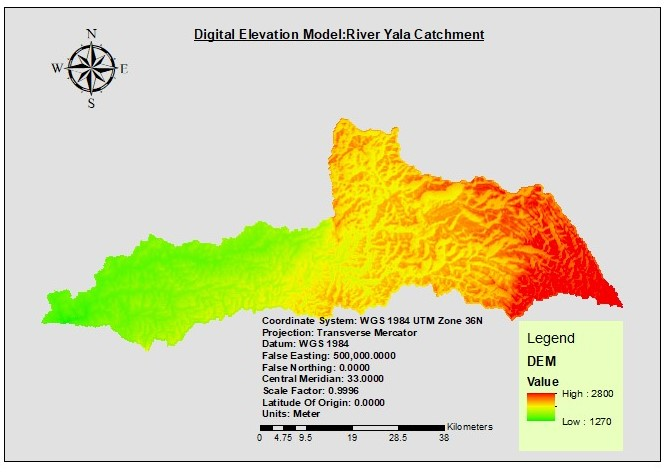 Digital Elevation Model:River Yala Catchment
N
W E
S
Coordinate System: WGS 1984 UTM Zone 36N
Projection: Transverse Mercator
Datum: WGS 1984
False Easting: 500,000.0000
False Northing: 0.0000
Central Meridian: 33.0000
Scale Factor: 0.9996
Latitude Of Origin: 0.0000
Units: Meter
Kilometers
0 4.75 9.5 19 28.5 38
Legend
DEM
Value
High : 2800
Low : 1270